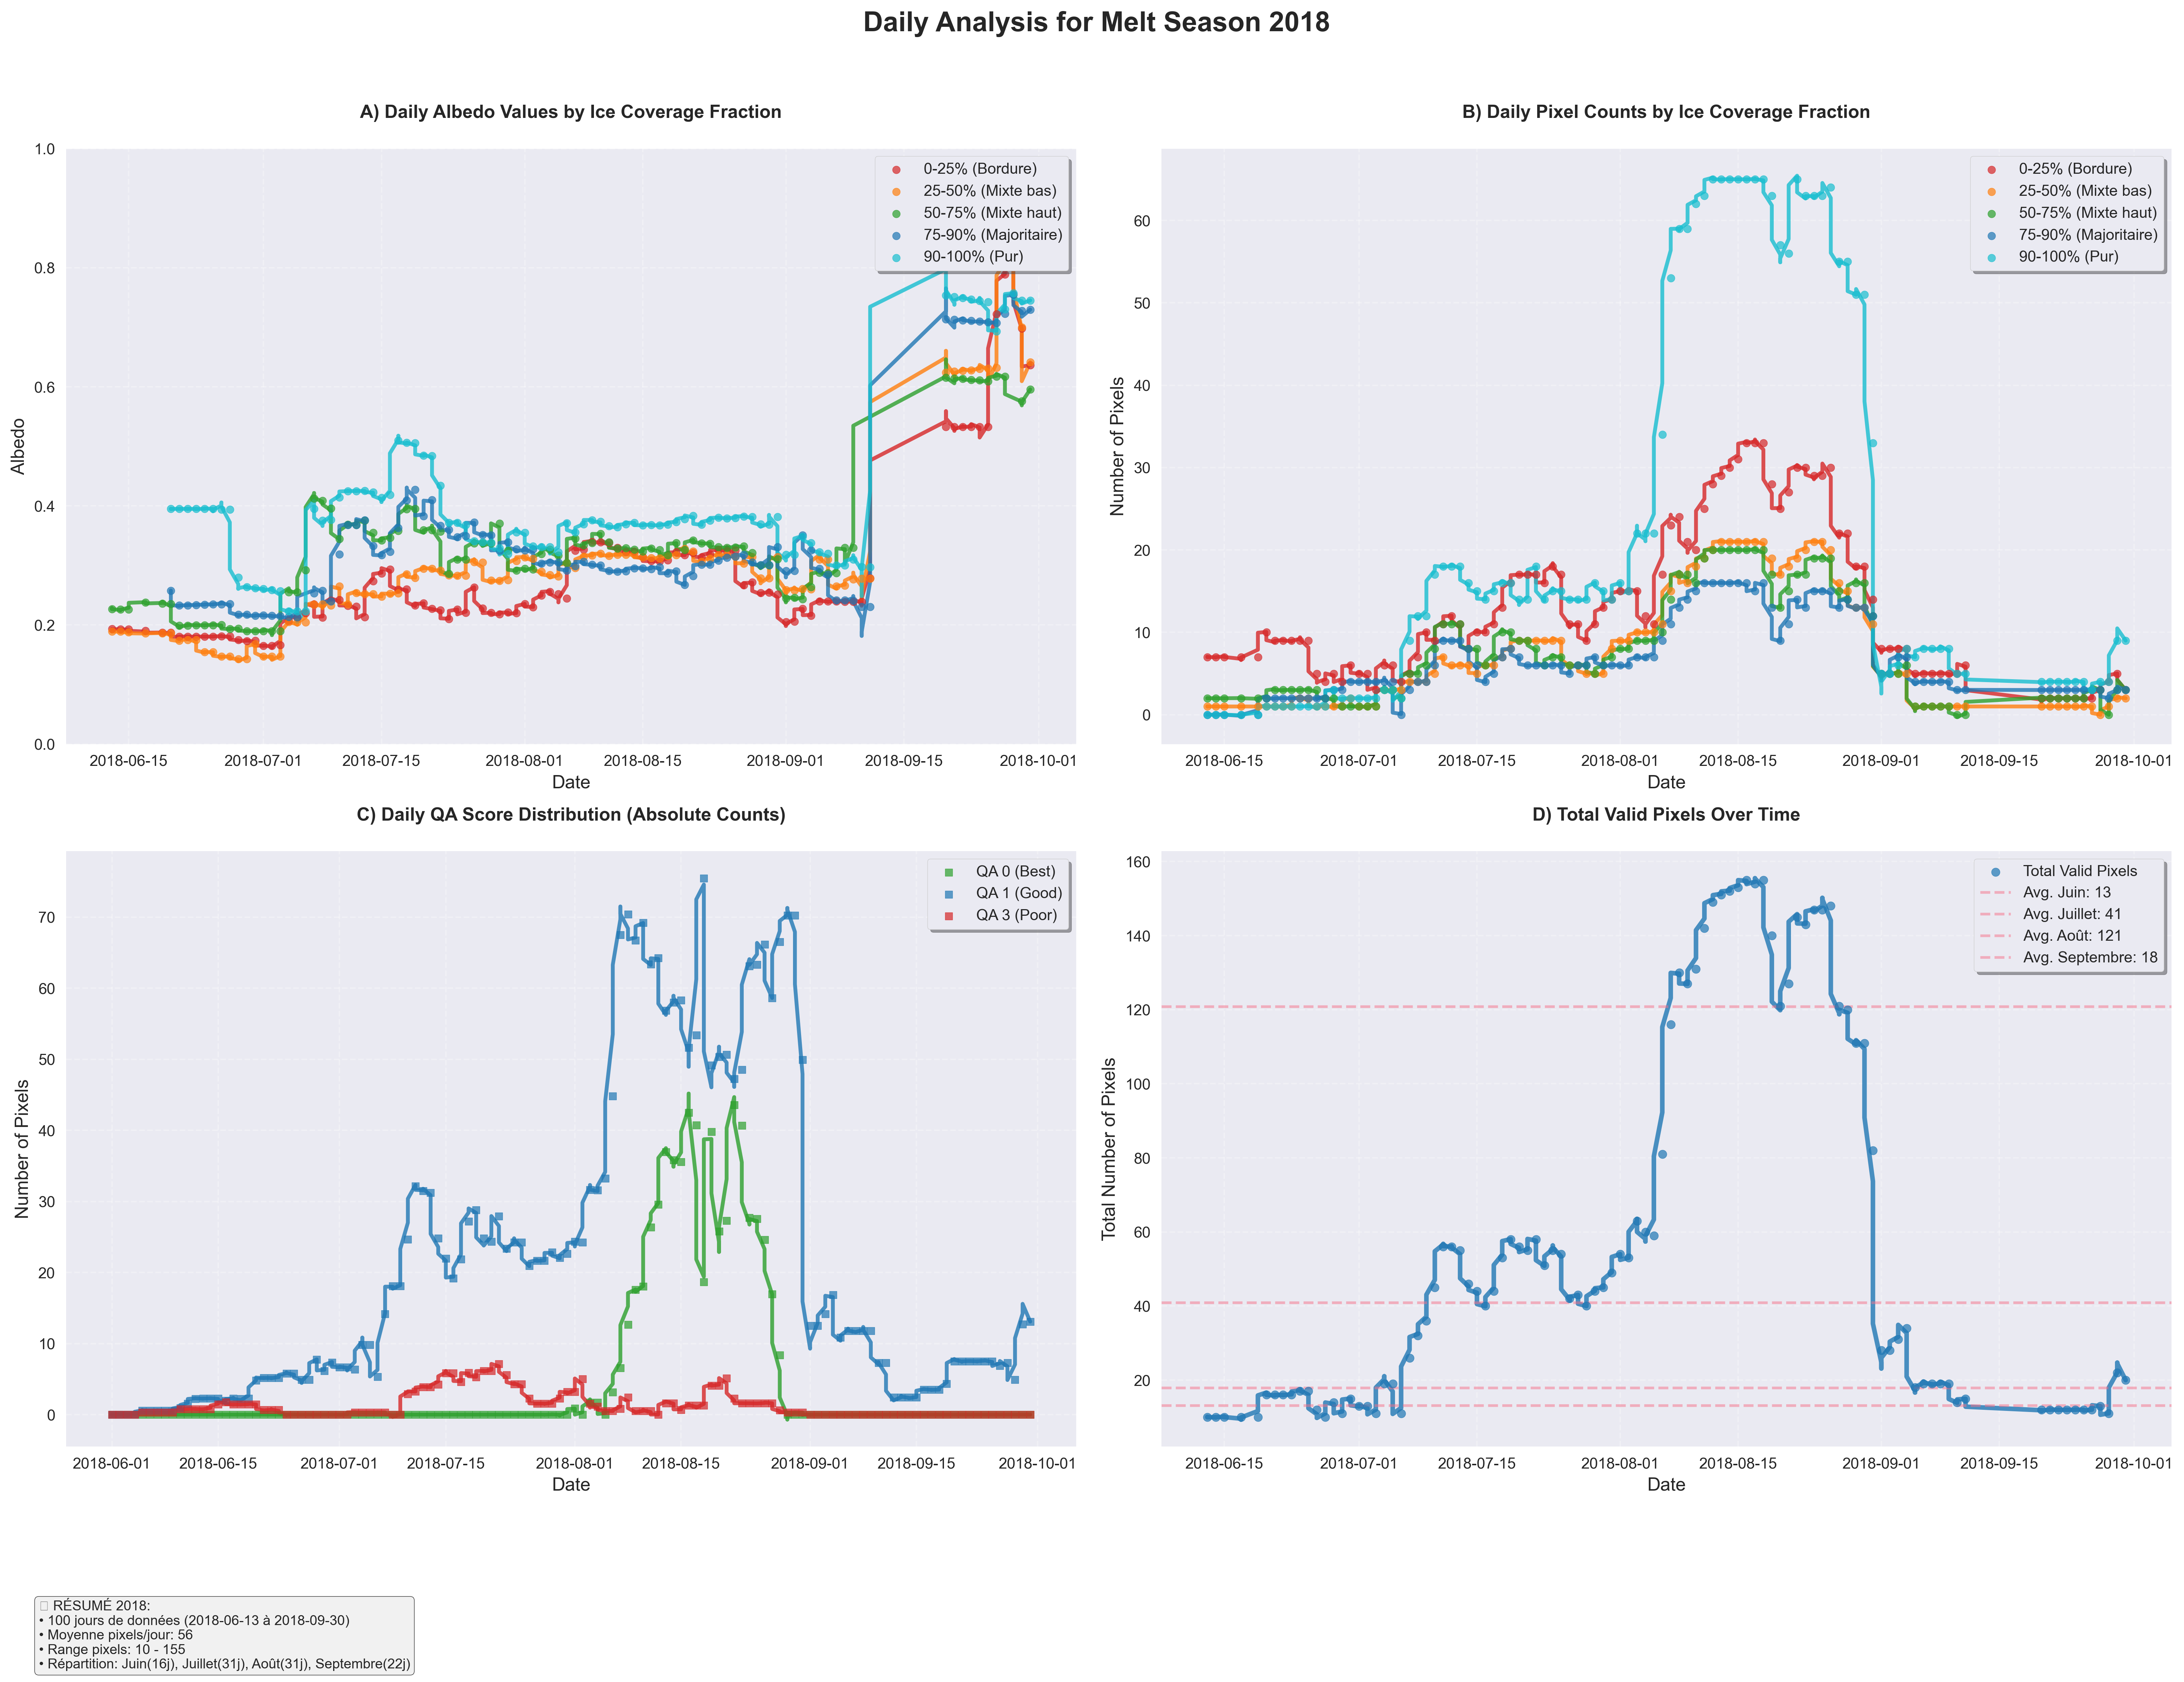 Daily Analysis for Melt Season 2018
A) Daily Albedo Values by Ice Coverage Fraction
1.0
0.8
0.6
0.4
0.2
0.0
Albedo
0-25% (Bordure)
25-50% (Mixte bas)
50-75% (Mixte haut)
75-90% (Majoritaire)
90-100% (Pur)
2018-06-15
2018-07-01
2018-07-15
2018-08-01
2018-08-15
2018-09-01
2018-09-15
2018-10-01
Date
B) Daily Pixel Counts by Ice Coverage Fraction
60
50
40
30
20
10
0
Number of Pixels
0-25% (Bordure)
25-50% (Mixte bas)
50-75% (Mixte haut)
75-90% (Majoritaire)
90-100% (Pur)
2018-06-15
2018-07-01
2018-07-15
2018-08-01
2018-08-15
2018-09-01
2018-09-15
2018-10-01
Date
C) Daily QA Score Distribution (Absolute Counts)
70
60
50
40
30
20
10
0
Number of Pixels
QA 0 (Best)
QA 1 (Good)
QA 3 (Poor)
2018-06-01
2018-06-15
2018-07-01
2018-07-15
2018-08-01
2018-08-15
2018-09-01
2018-09-15
2018-10-01
Date
D) Total Valid Pixels Over Time
160
140
120
100
80
60
40
20
Total Number of Pixels
Total Valid Pixels
Avg. Juin: 13
Avg. Juillet: 41
Avg. Août: 121
Avg. Septembre: 18
2018-06-15
2018-07-01
2018-07-15
2018-08-01
2018-08-15
2018-09-01
2018-09-15
2018-10-01
Date
RÉSUMÉ 2018:
• 100 jours de données (2018-06-13 à 2018-09-30)
• Moyenne pixels/jour: 56
• Range pixels: 10 - 155
• Répartition: Juin(16j), Juillet(31j), Août(31j), Septembre(22j)